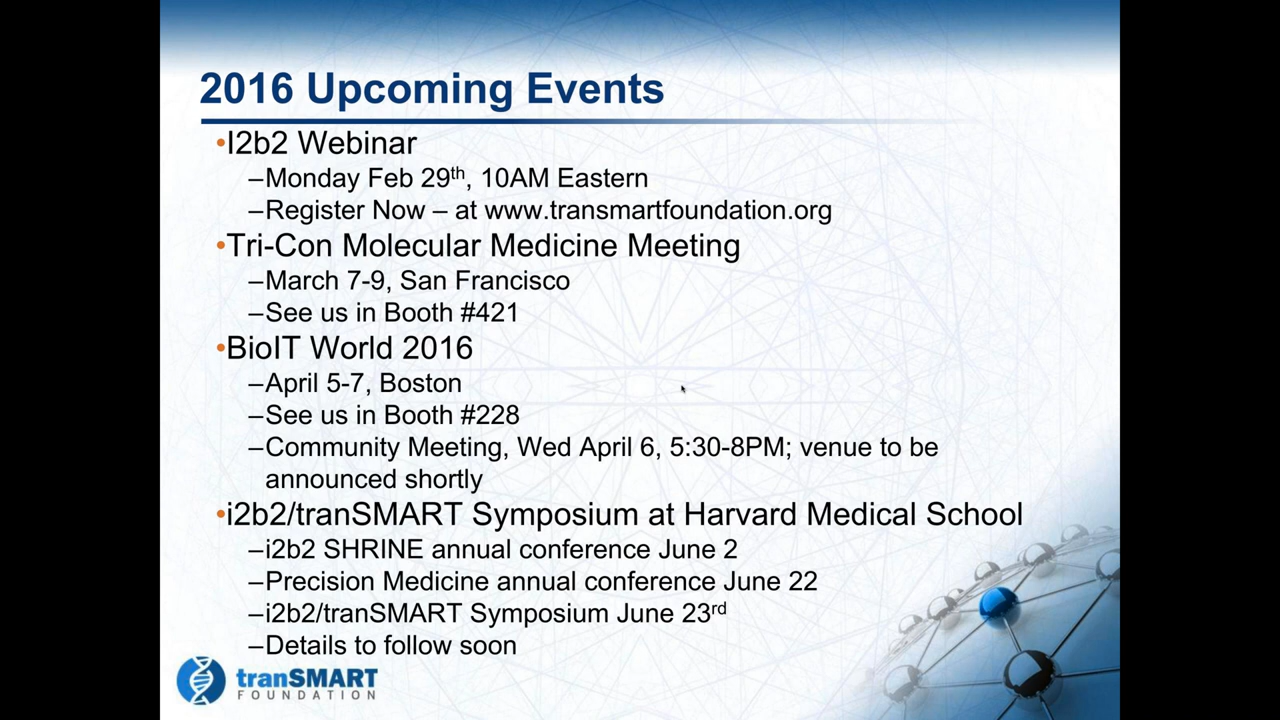 2016 Upcoming Events
•I2b2 Webinar
–Monday Feb 29th, 10AM Eastern
–Register Now – at www.transmartfoundation.org
•Tri-Con Molecular Medicine Meeting
–March 7-9, San Francisco
–See us in Booth #421
•BioIT World 2016
–April 5-7, Boston
–See us in Booth #228
–Community Meeting, Wed April 6, 5:30-8PM; venue to be
announced shortly
•i2b2/tranSMART Symposium at Harvard Medical School
–i2b2 SHRINE annual conference June 2
–Precision Medicine annual conference June 22
–i2b2/tranSMART Symposium June 23rd
–Details to follow soon
tranSMART
FOUNDATION